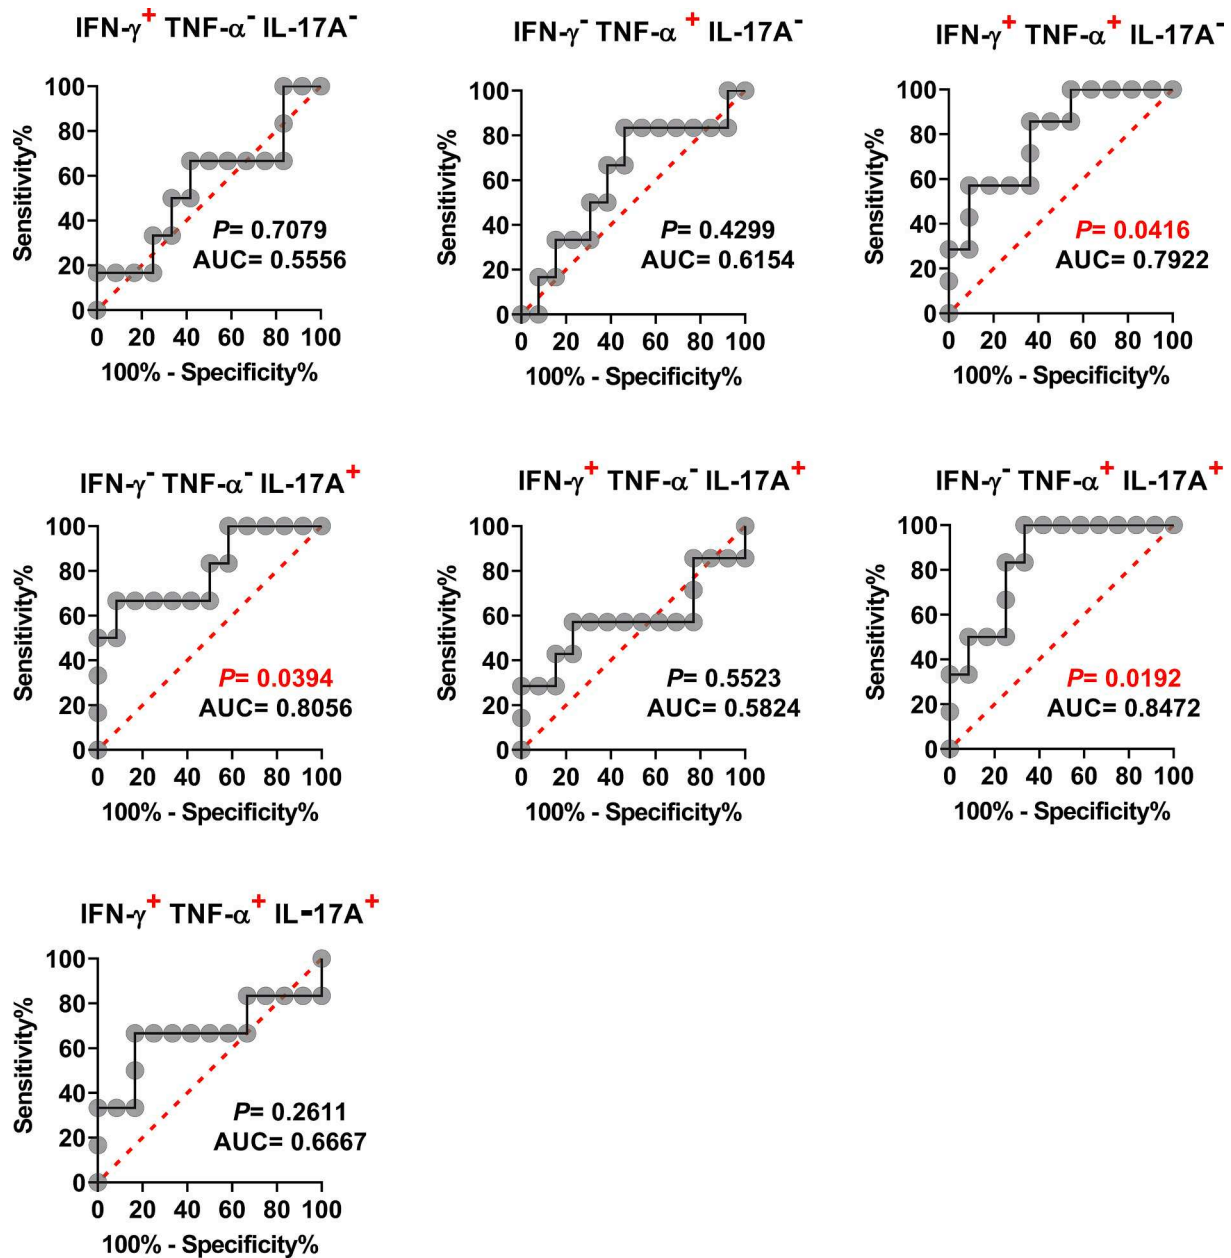 IFN-γ+ TNF-α- IL-17A-
100
80
60
40
20
0
Sensitivity%
P= 0.7079
AUC= 0.5556
0 20 40 60 80 100
100% - Specificity%
IFN-γ- TNF-α+ IL-17A-
100
80
60
40
20
0
Sensitivity%
P= 0.4299
AUC= 0.6154
0 20 40 60 80 100
100% - Specificity%
IFN-γ+ TNF-α+ IL-17A-
100
80
60
40
20
0
Sensitivity%
P= 0.0416
AUC= 0.7922
0 20 40 60 80 100
100% - Specificity%
IFN-γ- TNF-α- IL-17A+
100
80
60
40
20
0
Sensitivity%
P= 0.0394
AUC= 0.8056
0 20 40 60 80 100
100% - Specificity%
IFN-γ+ TNF-α- IL-17A+
100
80
60
40
20
0
Sensitivity%
P= 0.5523
AUC= 0.5824
0 20 40 60 80 100
100% - Specificity%
IFN-γ- TNF-α+ IL-17A+
100
80
60
40
20
0
Sensitivity%
P= 0.0192
AUC= 0.8472
0 20 40 60 80 100
100% - Specificity%
IFN-γ+ TNF-α+ IL-17A+
100
80
60
40
20
0
Sensitivity%
P= 0.2611
AUC= 0.6667
0 20 40 60 80 100
100% - Specificity%